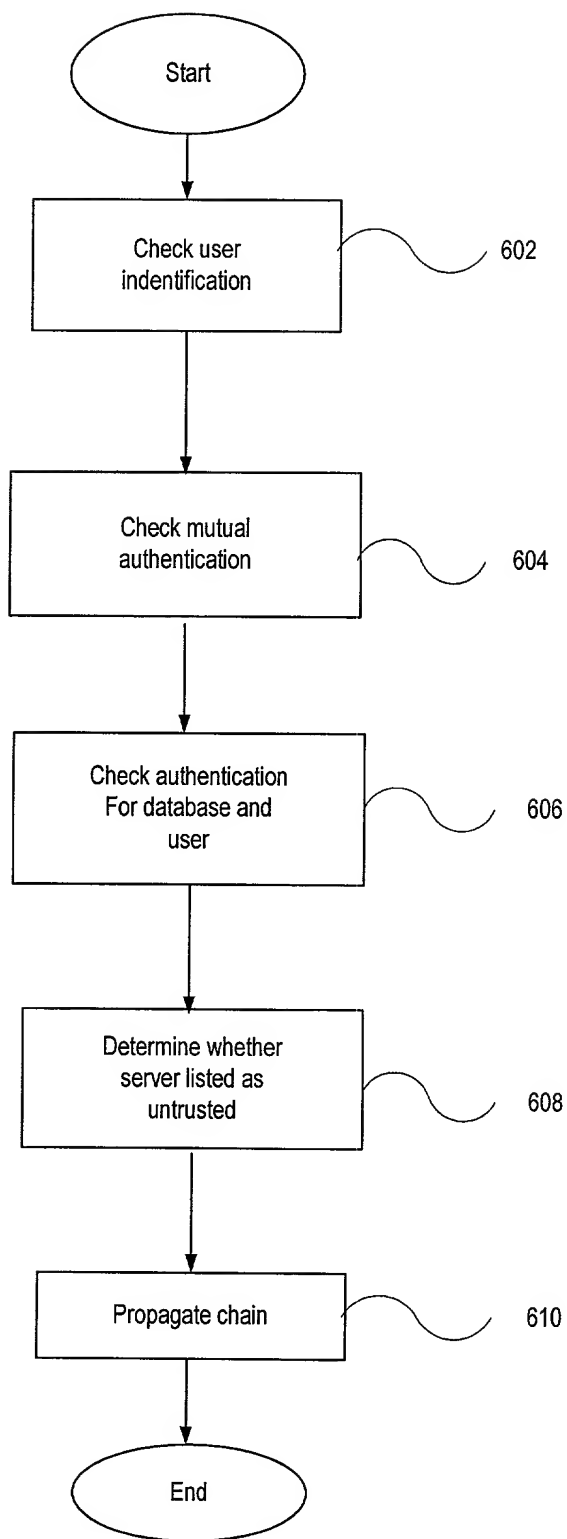 Start
Check user
indentification
602
Check mutual
authentication
604
Check authentication
For database and
user
606
Determine whether
server listed as
untrusted
608
Propagate chain
610
End